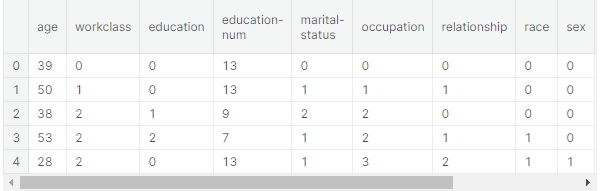 age workclass education education-num marital-status occupation relationship race sex
0 39 0 0 13 0 0 0 0 0
1 50 1 0 13 1 1 1 0 0
2 38 2 1 9 2 2 0 0 0
3 53 2 2 7 1 2 1 1 0
4 28 2 0 13 1 3 2 1 1